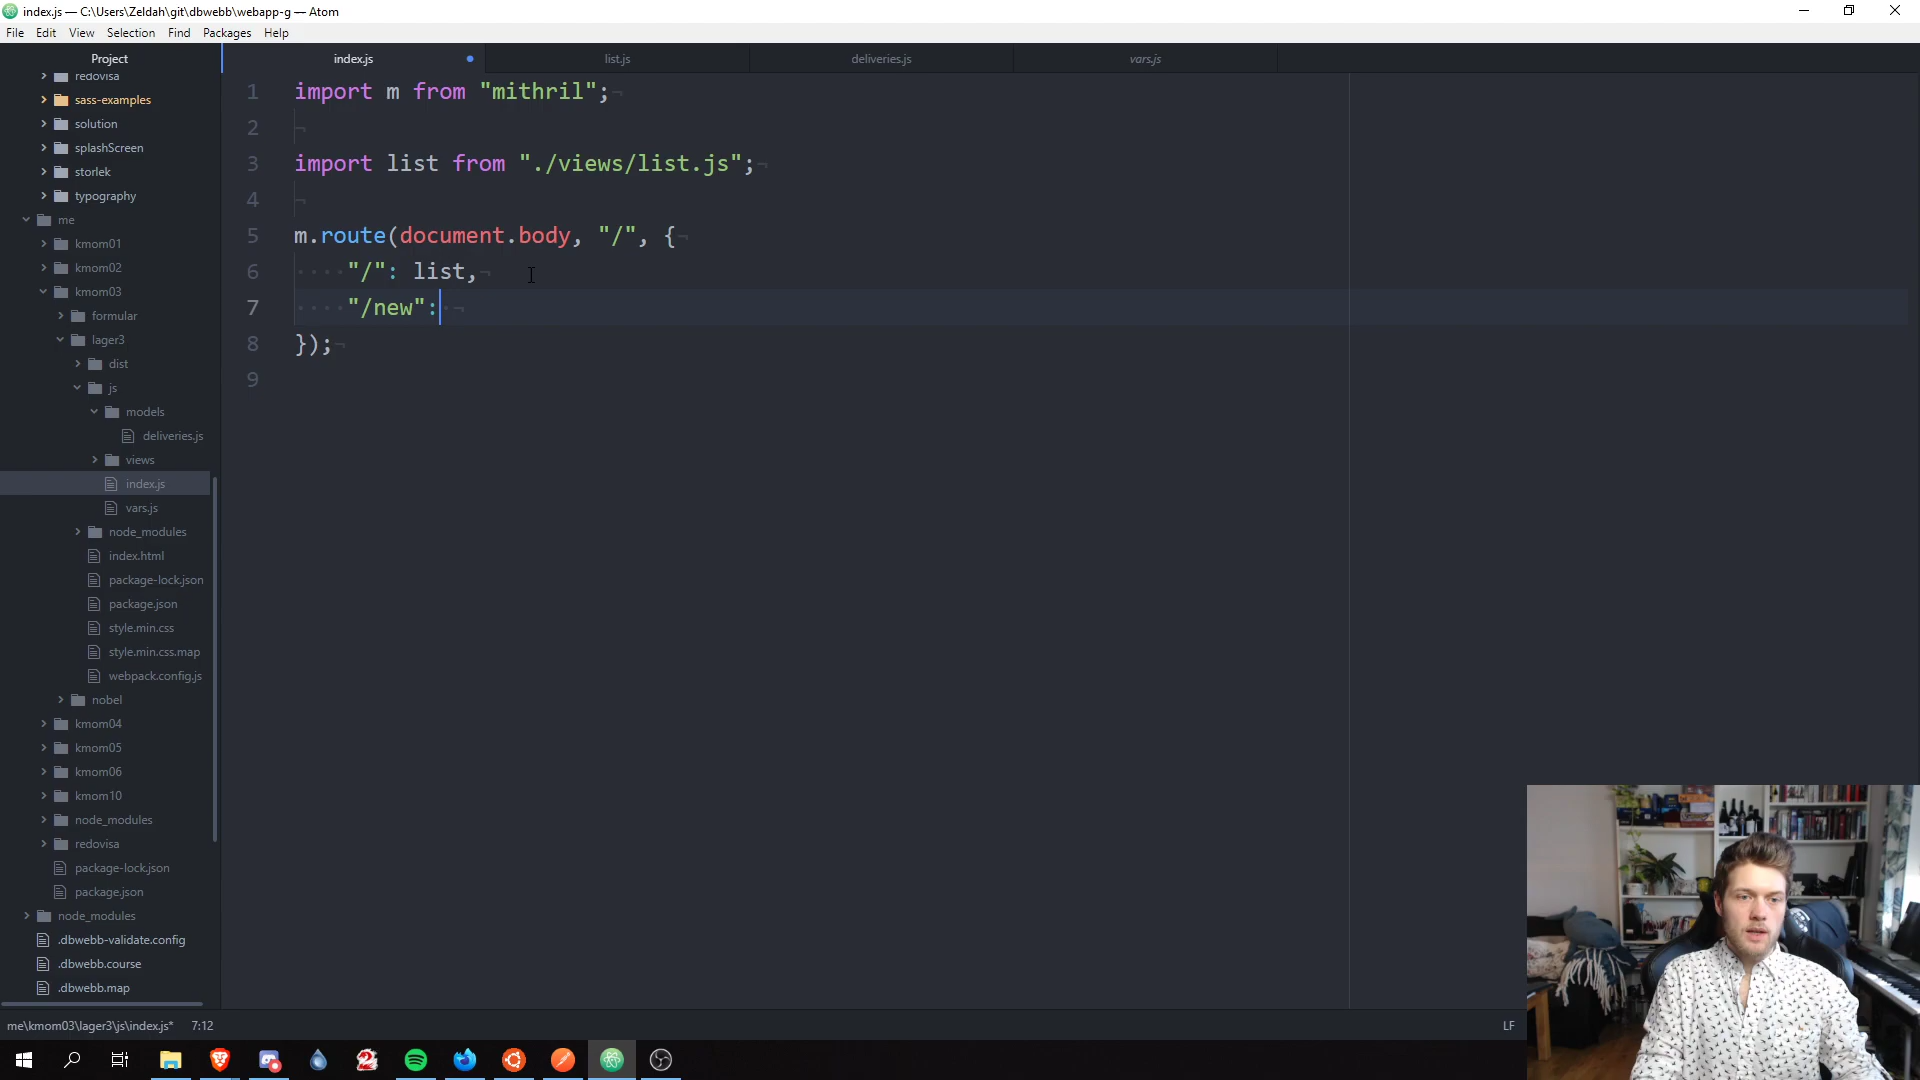 index.js — C:\Users\Zeldah\git\dbwebb\webapp-g — Atom
File Edit View Selection Find Packages Help
Project
index.js
list.js
deliveries.js
vars.js
redovisa
sass-examples
solution
splashScreen
storlek
typography
me
kmom01
kmom02
kmom03
formular
lager3
dist
js
models
deliveries.js
views
index.js
vars.js
node_modules
index.html
package-lock.json
package.json
style.min.css
style.min.css.map
webpack.config.js
nobel
kmom04
kmom05
kmom06
kmom10
node_modules
redovisa
package-lock.json
package.json
node_modules
.dbwebb-validate.config
.dbwebb.course
.dbwebb.map
1 import m from "mithril";¬
2 ¬
3 import list from "./views/list.js";¬
4 ¬
5 m.route(document.body, "/", {¬
6 ····"/": list,¬
7 ····"/new":·¬
8 });¬
9
me\kmom03\lager3\js\index.js* 7:12
LF